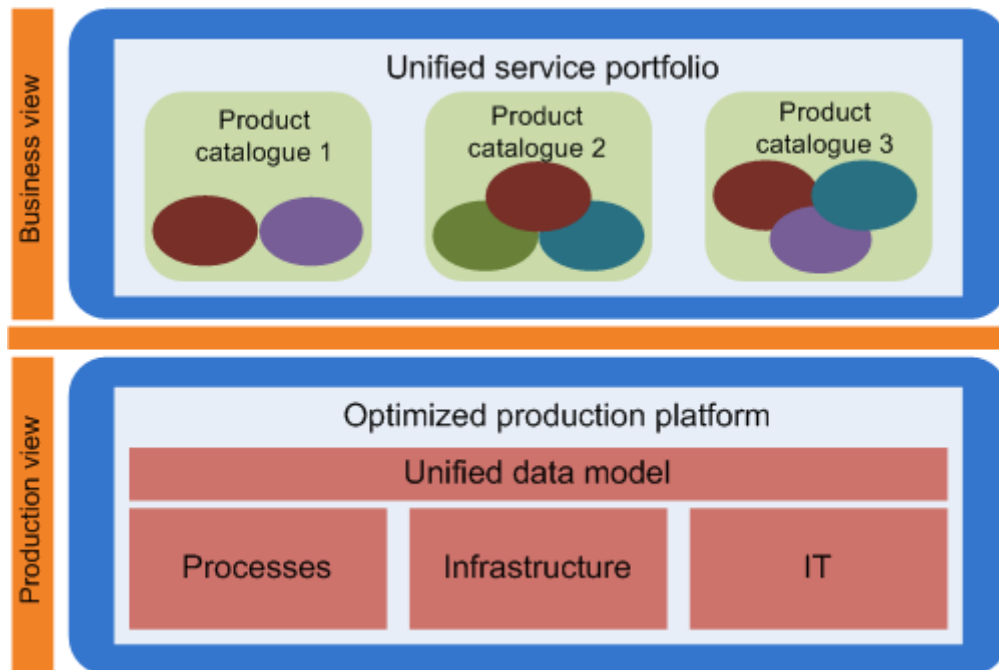 Business view
Unified service portfolio
Product
catalogue 1
Product
catalogue 2
Product
catalogue 3
Production view
Optimized production platform
Unified data model
Processes
Infrastructure
IT